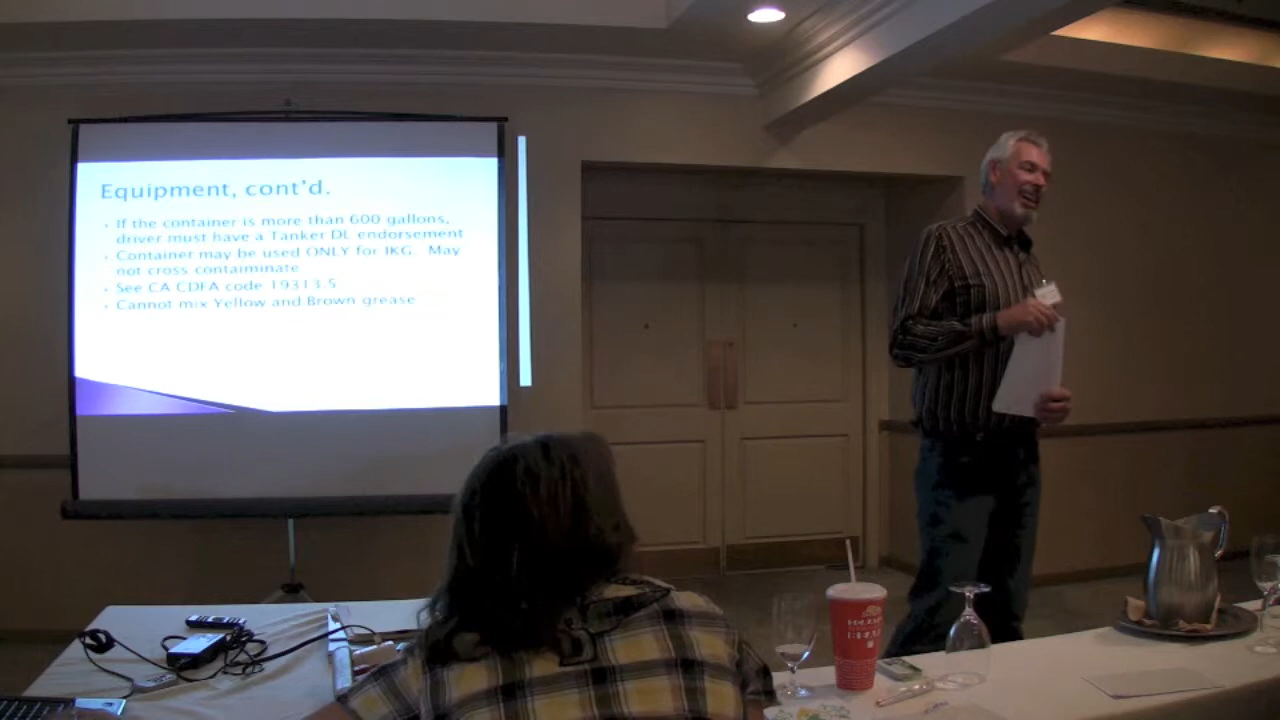 Equipment, cont'd.
If the container is more than 600 gallons,
driver must have a Tanker DL endorsement
Container may be used ONLY for IKG. May
not cross contaiminate
See CA CDFA code 19313.5
Cannot mix Yellow and Brown grease